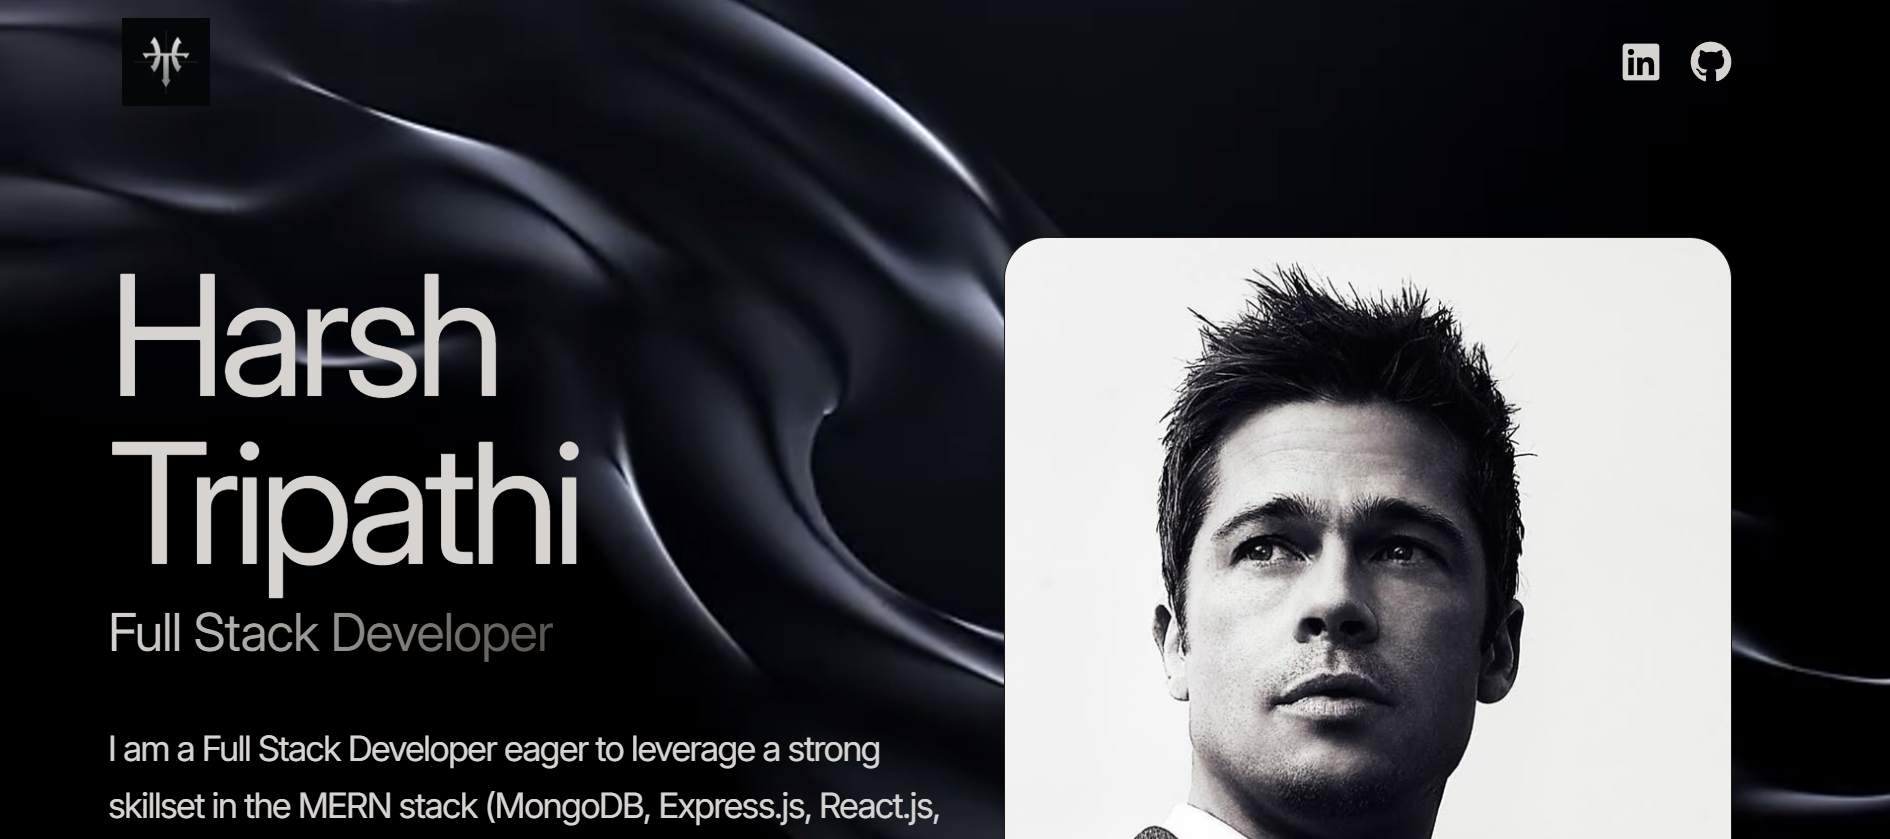 in
Harsh
Tripathi
Full Stack Developer
I am a Full Stack Developer eager to leverage a strong
skillset in the MERN stack (MongoDB, Express.js, React.js,